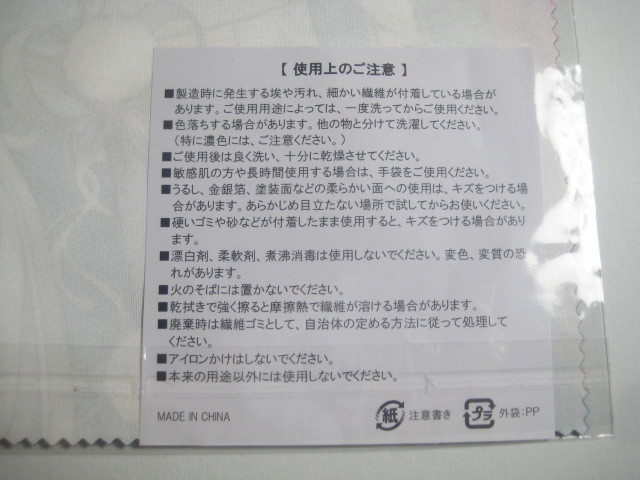 【 使用上のご注意 】
■製造時に発生する埃や汚れ、細かい繊維が付着している場合が
あります。ご使用用途によっては、一度洗ってからご使用ください。
■色落ちする場合があります。他の物と分けて洗濯してください。
(特に濃色には、ご注意ください。)
■ご使用後は良く洗い、十分に乾燥させてください。
■敏感肌の方や長時間使用する場合は、手袋をご使用ください。
■うるし、金銀箔、塗装面などの柔らかい面への使用は、キズをつける場
合があります。あらかじめ目立たない場所で試してからお使いください。
■硬いゴミや砂などが付着したまま使用すると、キズをつける場合があり
ます。
■漂白剤、柔軟剤、煮沸消毒は使用しないでください。変色、変質の恐
れがあります。
■火のそばには置かないでください。
■乾拭きで強く擦ると摩擦熱で繊維が溶ける場合があります。
■廃棄時は繊維ゴミとして、自治体の定める方法に従って処理して
ください。
■アイロンかけはしないでください。
■本来の用途以外には使用しないでください。
MADE IN CHINA 紙 注意書き プラ 外袋:PP